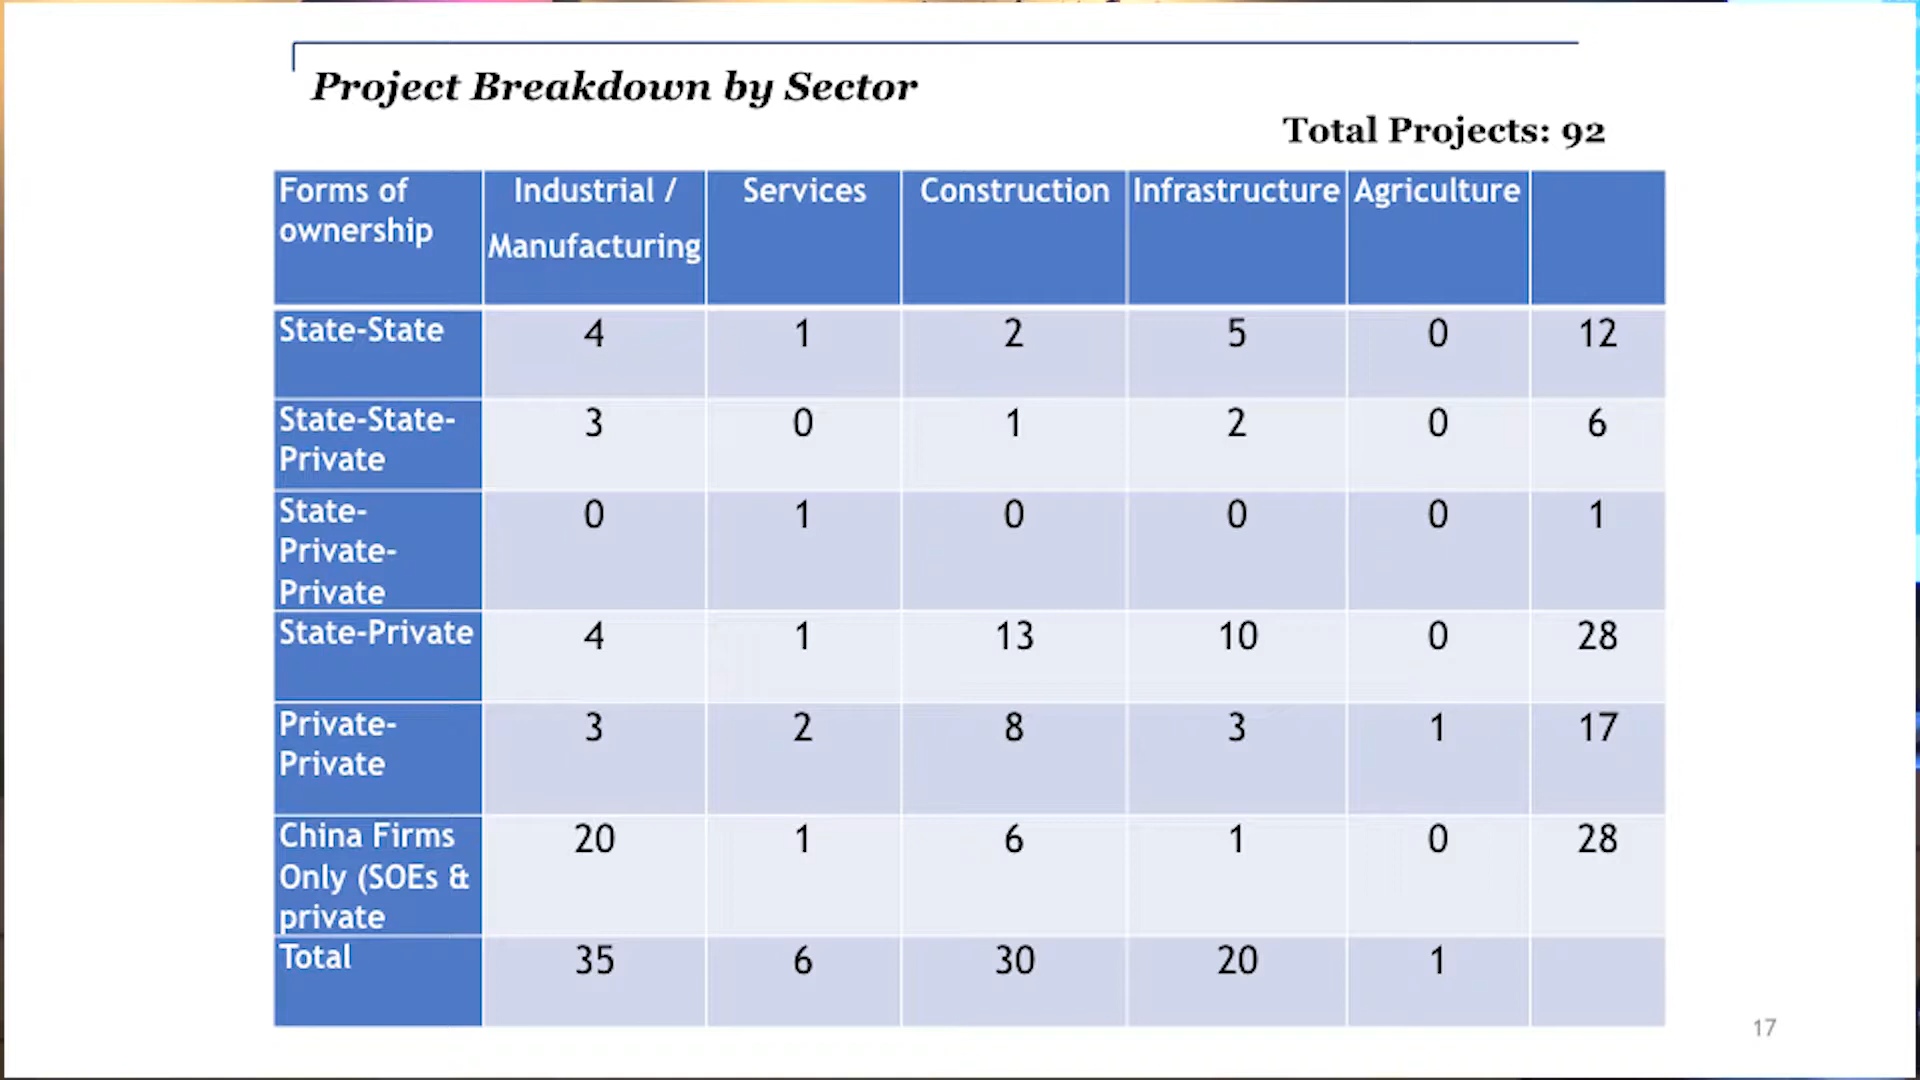 Project Breakdown by Sector
Total Projects: 92
Forms of ownership | Industrial / Manufacturing | Services | Construction | Infrastructure | Agriculture |
State-State | 4 | 1 | 2 | 5 | 0 | 12
State-State-Private | 3 | 0 | 1 | 2 | 0 | 6
State-Private-Private | 0 | 1 | 0 | 0 | 0 | 1
State-Private | 4 | 1 | 13 | 10 | 0 | 28
Private-Private | 3 | 2 | 8 | 3 | 1 | 17
China Firms Only (SOEs & private | 20 | 1 | 6 | 1 | 0 | 28
Total | 35 | 6 | 30 | 20 | 1 |
17